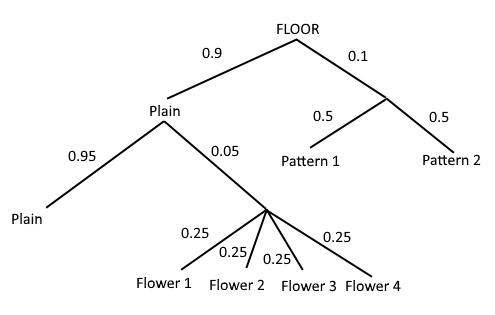 FLOOR
0.9
0.1
Plain
0.5
0.5
0.95
0.05
Pattern 1
Pattern 2
Plain
0.25
0.25
0.25
0.25
Flower 1
Flower 2
Flower 3
Flower 4